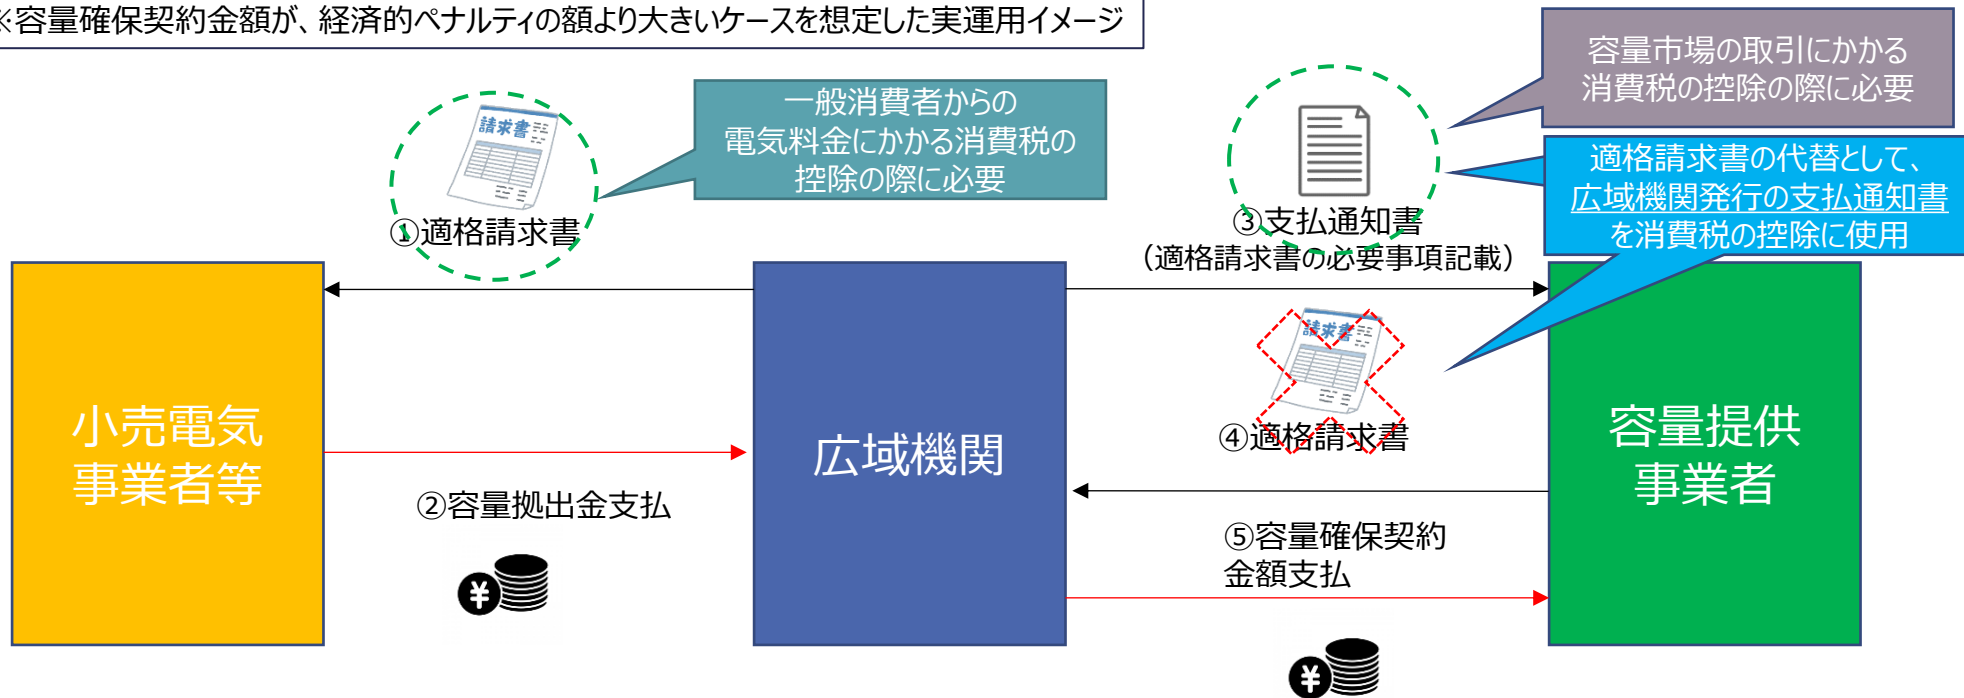 ※容量確保契約金額が、経済的ペナルティの額より大きいケースを想定した実運用イメージ
容量市場の取引にかかる
消費税の控除の際に必要
一般消費者からの
電気料金にかかる消費税の
控除の際に必要
請求書
適格請求書の代替として、
広域機関発行の支払通知書
を消費税の控除に使用
①適格請求書
③支払通知書
（適格請求書の必要事項記載）
請求書
④適格請求書
小売電気
事業者等
広域機関
容量提供
事業者
②容量拠出金支払
⑤容量確保契約
金額支払
¥
¥